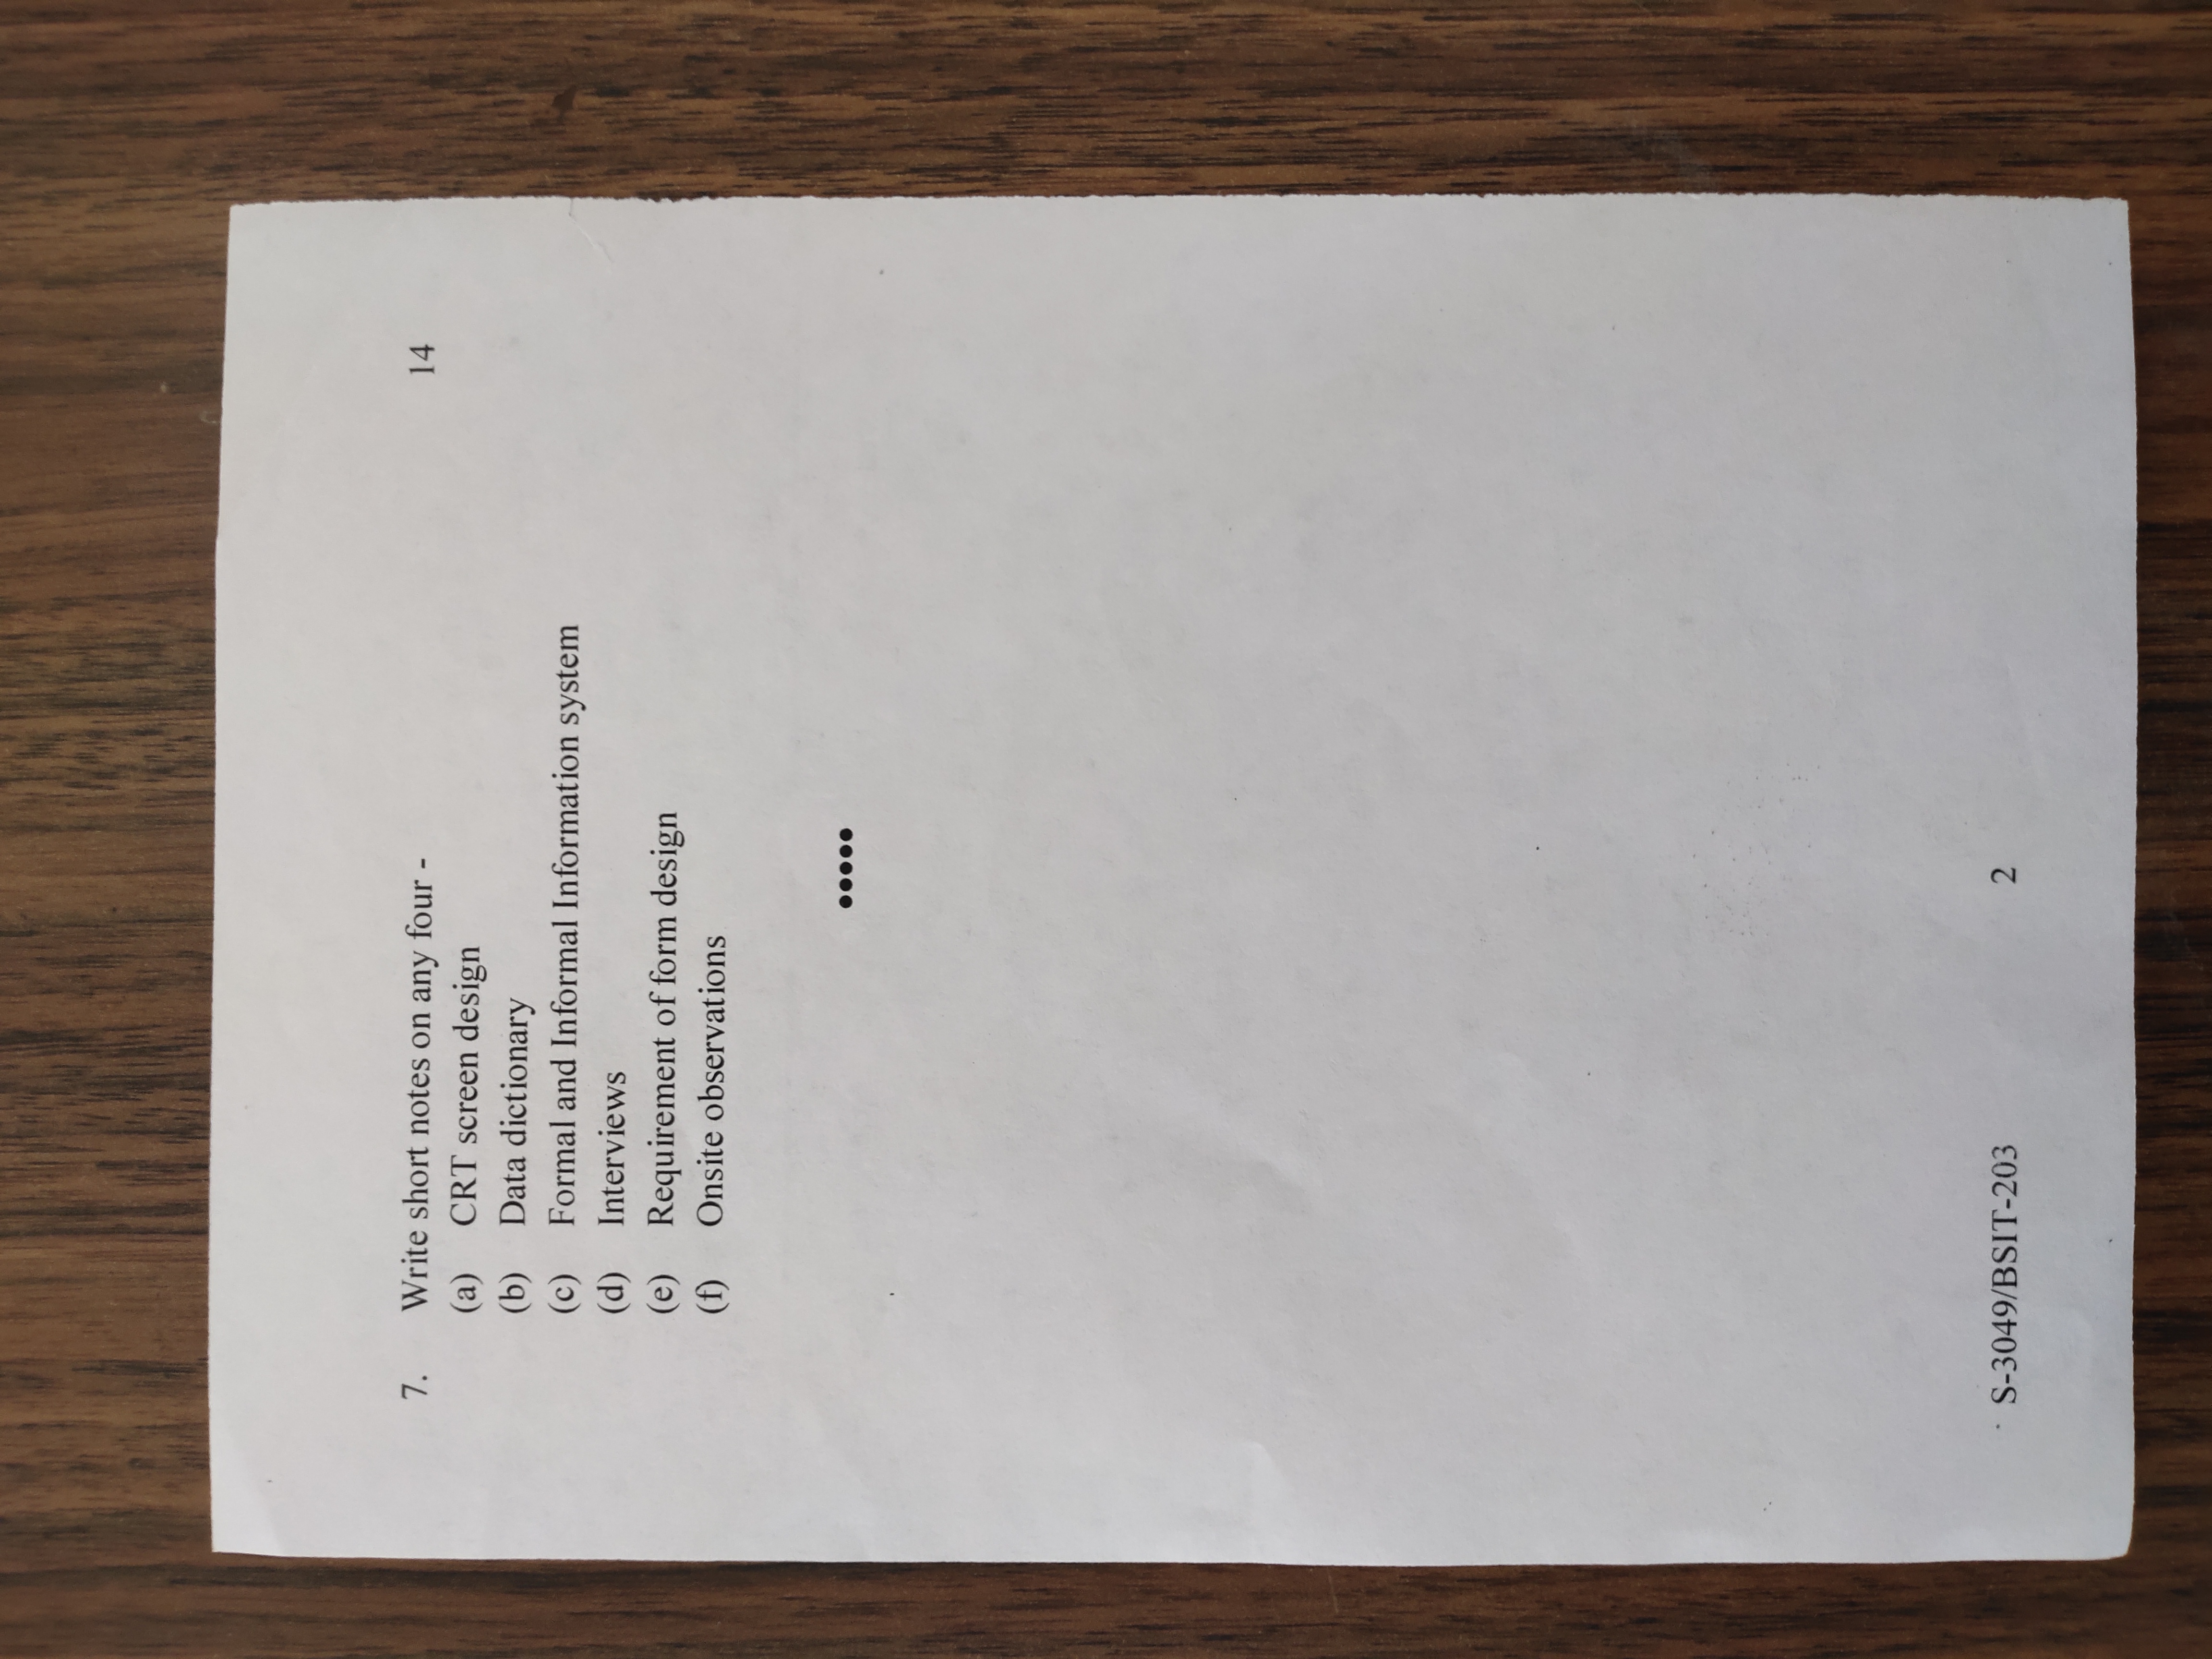 7. Write short notes on any four - 14
(a) CRT screen design
(b) Data dictionary
(c) Formal and Informal Information system
(d) Interviews
(e) Requirement of form design
(f) Onsite observations
•••••
S-3049/BSIT-203 2